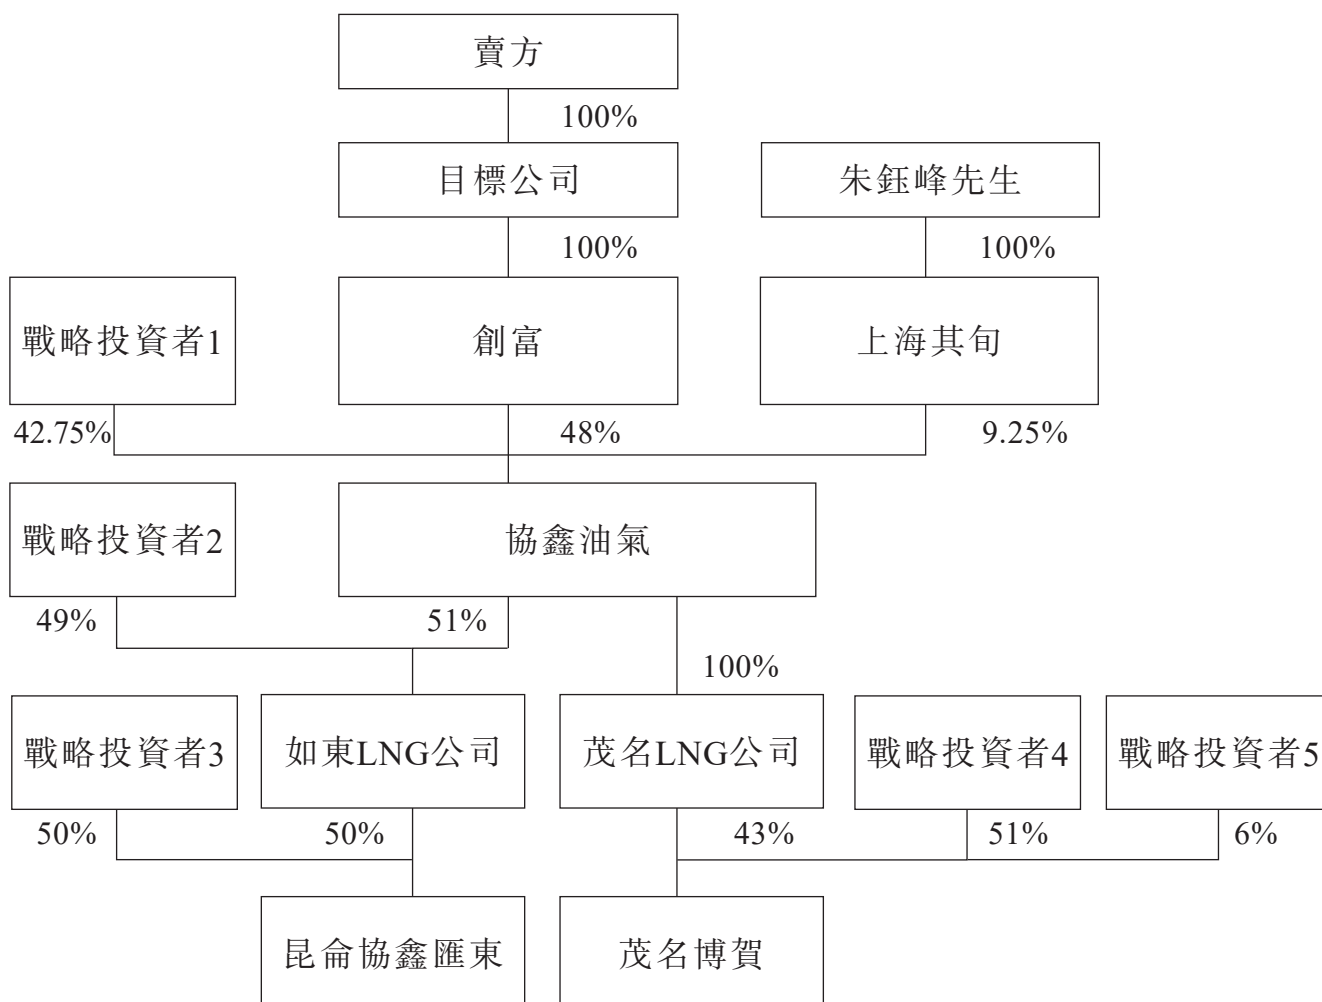 賣方
100%
目標公司
朱鈺峰先生
100%
100%
戰略投資者1
創富
上海其旬
42.75%
48%
9.25%
戰略投資者2
協鑫油氣
49%
51%
100%
戰略投資者3
如東LNG公司
茂名LNG公司
戰略投資者4
戰略投資者5
50%
50%
43%
51%
6%
昆侖協鑫匯東
茂名博賀